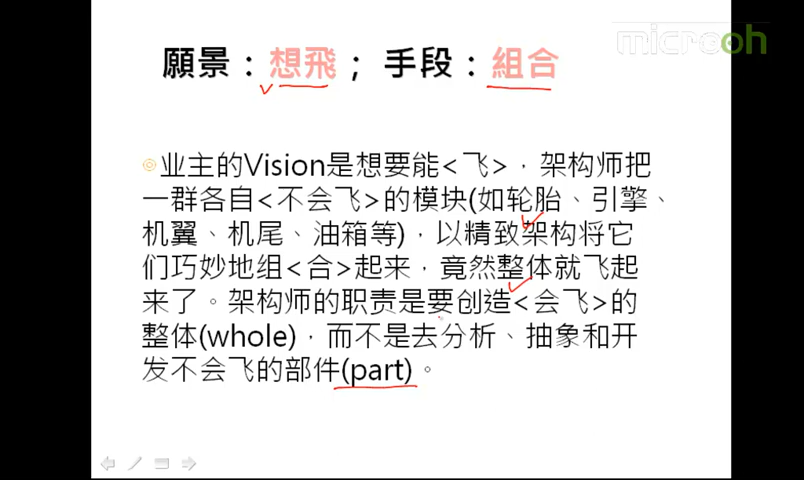 microoh
願景：想飛； 手段：組合
业主的Vision是想要能<飞>，架构师把
一群各自<不会飞>的模块(如轮胎、引擎、
机翼、机尾、油箱等)，以精致架构将它
们巧妙地组<合>起来，竟然整体就飞起
来了。架构师的职责是要创造<会飞>的
整体(whole)，而不是去分析、抽象和开
发不会飞的部件(part)。